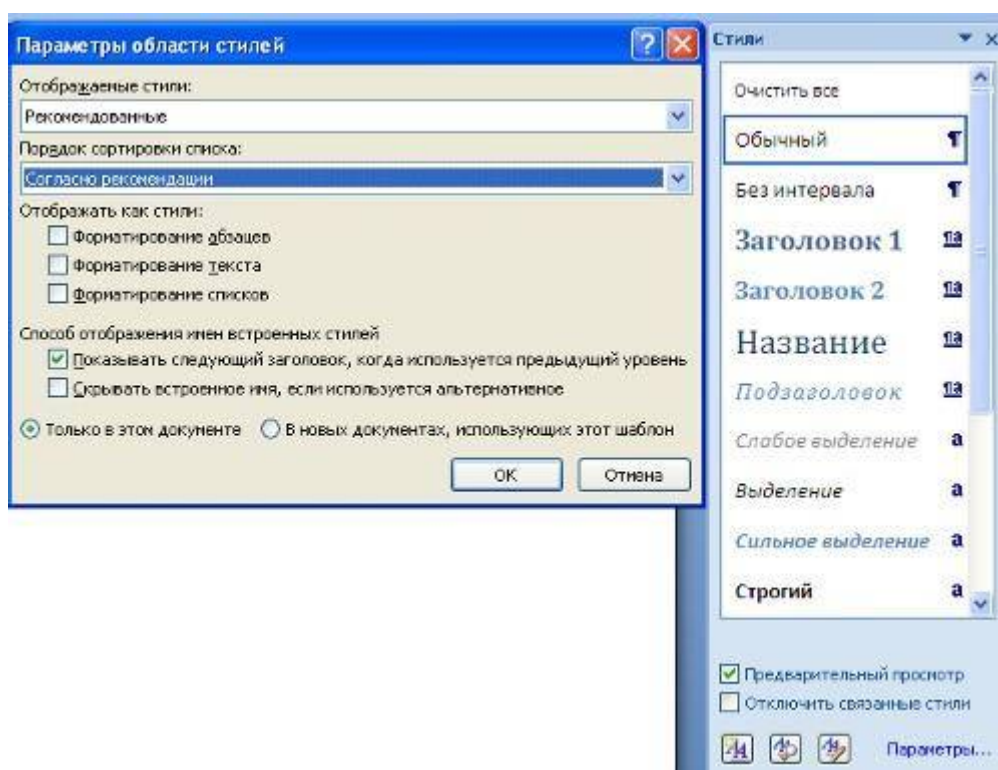 Параметры области стилей
Отображаемые стили:
Рекомендованные
Порядок сортировки списка:
Согласно рекомендации
Отображать как стили:
Форматирование абзацев
Форматирование текста
Форматирование списков
Способ отображения имен встроенных стилей
Показывать следующий заголовок, когда используется предыдущий уровень
Скрывать встроенное имя, если используется альтернативное
Только в этом документе В новых документах, использующих этот шаблон
ОК Отмена
Стили
Очистить все
Обычный ¶
Без интервала ¶
Заголовок 1 ¶a
Заголовок 2 ¶a
Название ¶a
Подзаголовок ¶a
Слабое выделение a
Выделение a
Сильное выделение a
Строгий a
Предварительный просмотр
Отключить связанные стили
Параметры...